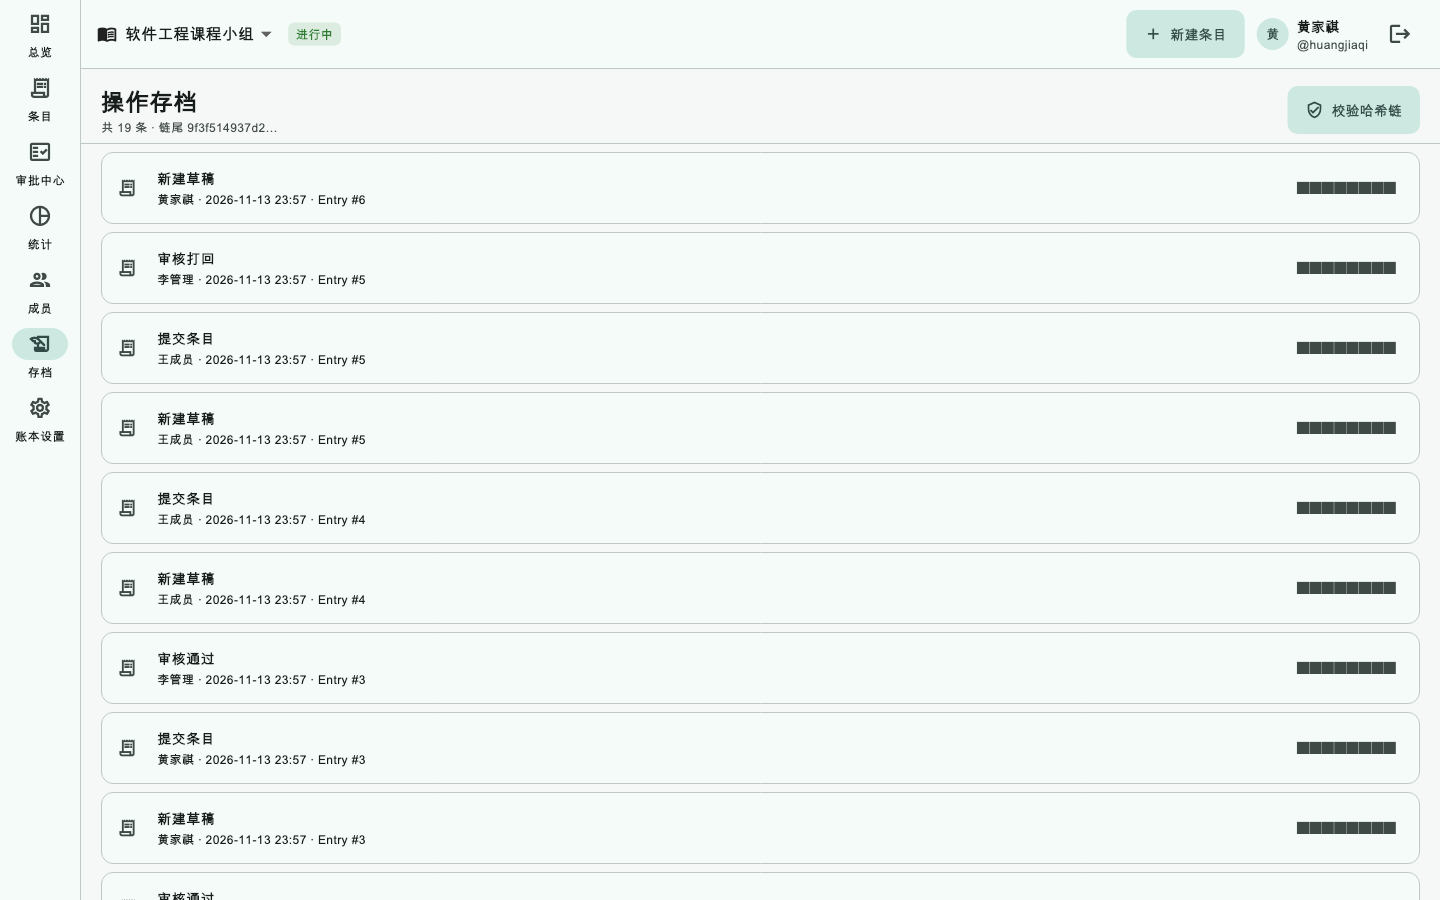 总览
条目
审批中心
统计
成员
存档
账本设置
软件工程课程小组
进行中
新建条目
黄
黄家祺
@huangjiaqi
操作存档
共 19 条 · 链尾 9f3f514937d2...
校验哈希链
新建草稿
黄家祺 · 2026-11-13 23:57 · Entry #6
审核打回
李管理 · 2026-11-13 23:57 · Entry #5
提交条目
王成员 · 2026-11-13 23:57 · Entry #5
新建草稿
王成员 · 2026-11-13 23:57 · Entry #5
提交条目
王成员 · 2026-11-13 23:57 · Entry #4
新建草稿
王成员 · 2026-11-13 23:57 · Entry #4
审核通过
李管理 · 2026-11-13 23:57 · Entry #3
提交条目
黄家祺 · 2026-11-13 23:57 · Entry #3
新建草稿
黄家祺 · 2026-11-13 23:57 · Entry #3
审核通过